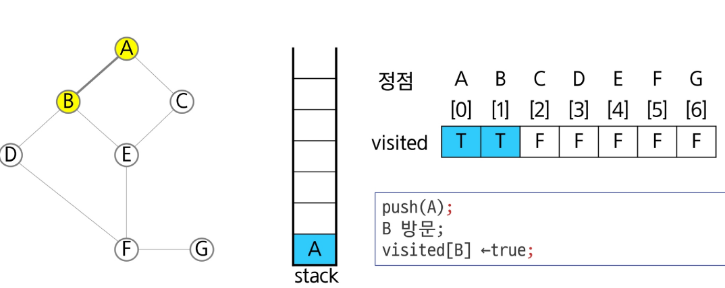 A
B
C
D
E
F
G
A
stack
정점 A B C D E F G
[0] [1] [2] [3] [4] [5] [6]
visited T T F F F F F
push(A);
B 방문;
visited[B] ←true;